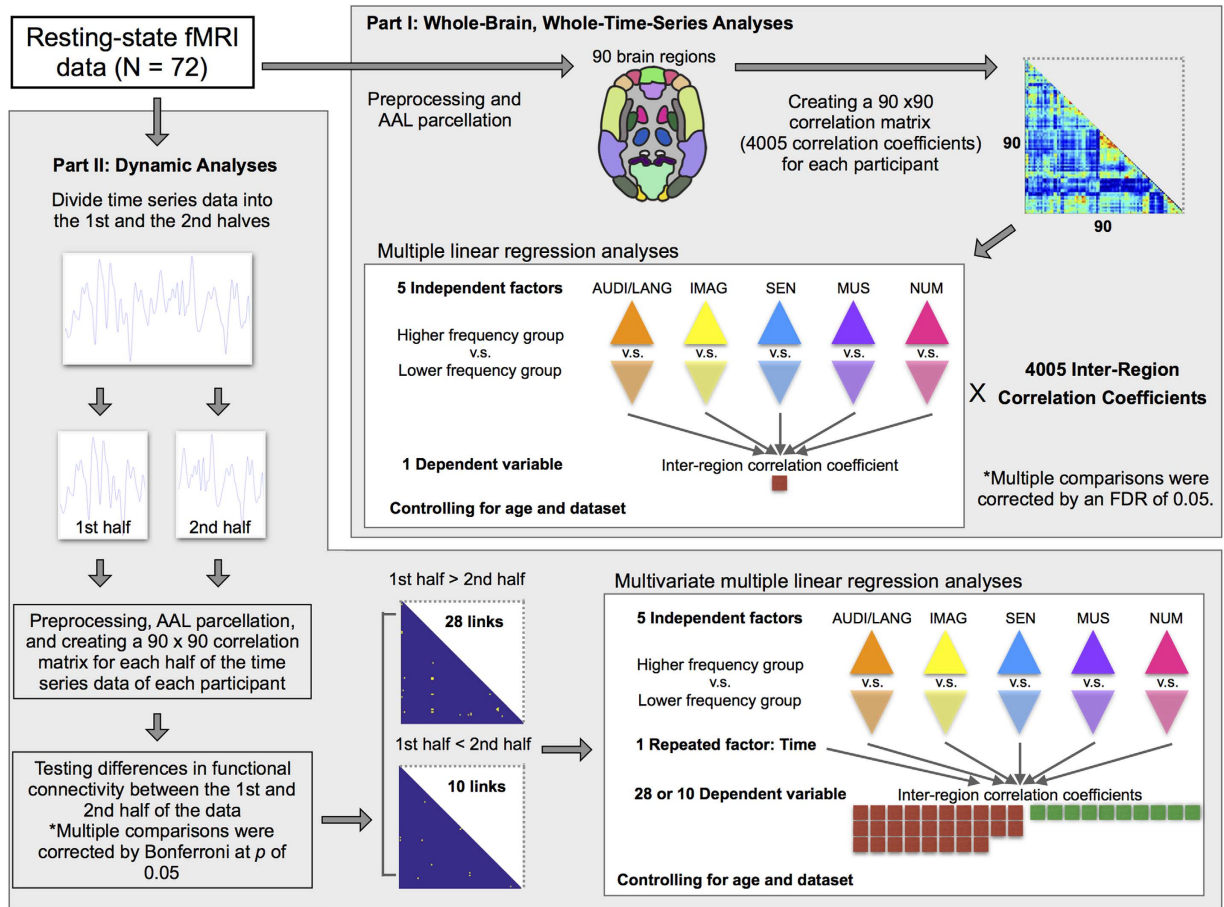 Resting-state fMRI
data (N = 72)
Part I: Whole-Brain, Whole-Time-Series Analyses
Preprocessing and
AAL parcellation
90 brain regions
Creating a 90 x90
correlation matrix
(4005 correlation coefficients)
for each participant
90
90
Multiple linear regression analyses
5 Independent factors
AUDI/LANG IMAG SEN MUS NUM
Higher frequency group
v.s.
Lower frequency group
v.s. v.s. v.s. v.s. v.s.
1 Dependent variable
Inter-region correlation coefficient
Controlling for age and dataset
X
4005 Inter-Region
Correlation Coefficients
*Multiple comparisons were
corrected by an FDR of 0.05.
Part II: Dynamic Analyses
Divide time series data into
the 1st and the 2nd halves
1st half
2nd half
Preprocessing, AAL parcellation,
and creating a 90 x 90 correlation
matrix for each half of the time
series data of each participant
Testing differences in functional
connectivity between the 1st and
2nd half of the data
*Multiple comparisons were
corrected by Bonferroni at p of
0.05
1st half > 2nd half
28 links
1st half < 2nd half
10 links
Multivariate multiple linear regression analyses
5 Independent factors
AUDI/LANG IMAG SEN MUS NUM
Higher frequency group
v.s.
Lower frequency group
v.s. v.s. v.s. v.s. v.s.
1 Repeated factor: Time
28 or 10 Dependent variable
Inter-region correlation coefficients
Controlling for age and dataset